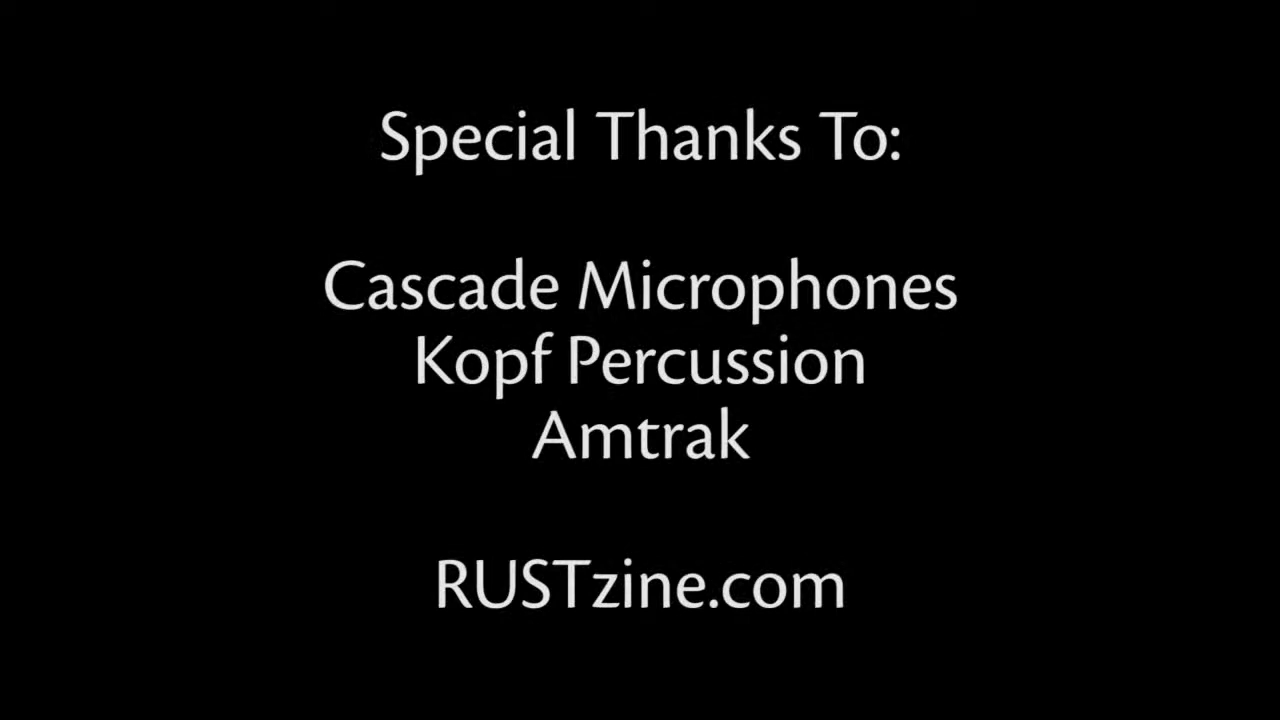 Special Thanks To:
Cascade Microphones
Kopf Percussion
Amtrak
RUSTzine.com